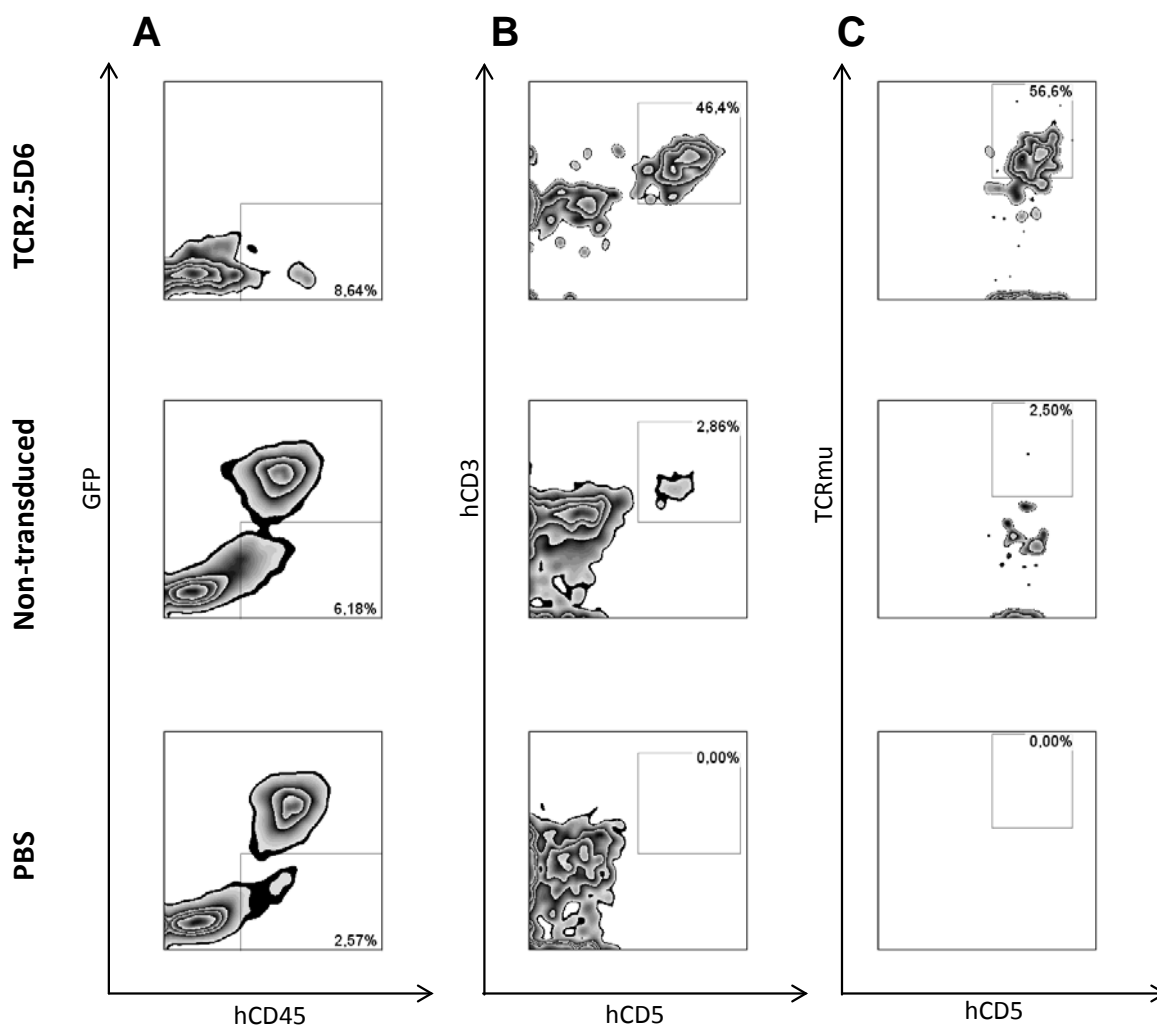 A B C
TCR2.5D6
46,4%
56,6%
8,64%
Non-transduced
GFP
hCD3
TCRmu
2,86%
2,50%
6,18%
PBS
0,00%
0,00%
2,57%
hCD45
hCD5
hCD5